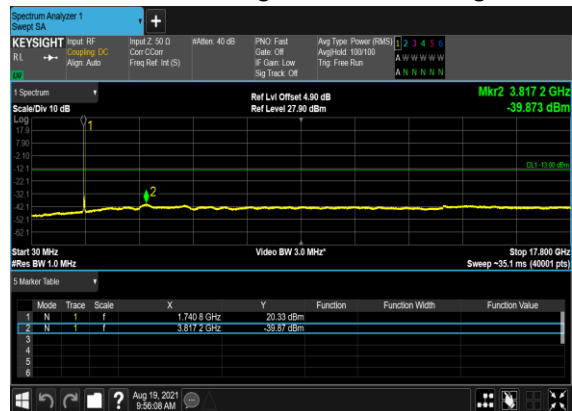 Spectrum Analyzer 1
Swept SA
+
KEYSIGHT Input: RF Input Z: 50 Ω #Atten: 40 dB PNO: Fast Avg Type: Power (RMS) 1 2 3 4 5 6
RL Coupling: DC Corr CCorr Gate: Off Avg|Hold: 100/100 A W W W W W
Align: Auto Freq Ref: Int (S) IF Gain: Low Trig: Free Run
LW Sig Track: Off A N N N N N
1 Spectrum Ref Lvl Offset 4.90 dB Mkr2 3.817 2 GHz
Scale/Div 10 dB Ref Level 27.90 dBm -39.873 dBm
Log
17.9 1
7.90
-2.10
-12.1 DL1 -13.00 dBm
-22.1
-32.1 2
-42.1
-52.1
-62.1
Start 30 MHz Video BW 3.0 MHz* Stop 17.800 GHz
#Res BW 1.0 MHz Sweep ~35.1 ms (40001 pts)
5 Marker Table
Mode Trace Scale X Y Function Function Width Function Value
1 N 1 f 1.740 8 GHz 20.33 dBm
2 N 1 f 3.817 2 GHz -39.87 dBm
3
4
5
6
? Aug 19, 2021
9:56:08 AM